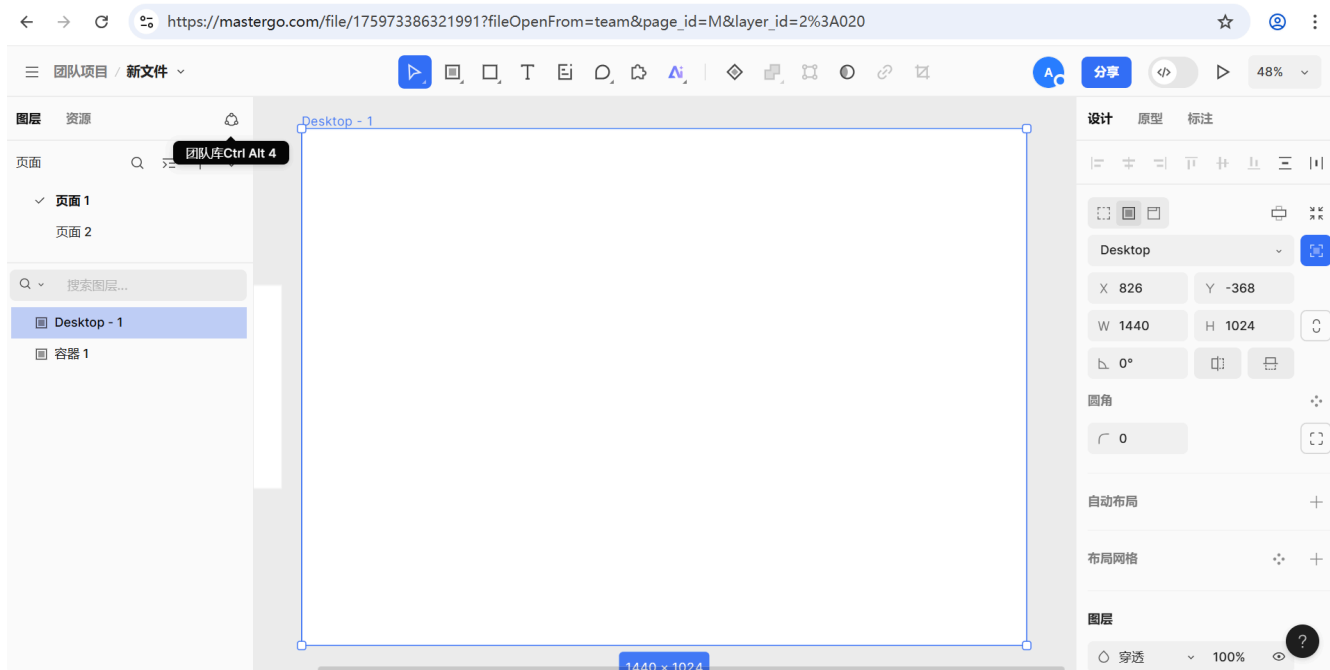 https://mastergo.com/file/175973386321991?fileOpenFrom=team&page_id=M&layer_id=2%3A020
团队项目 / 新文件
T
Ai
A
分享
</>
48%
图层 资源
团队库Ctrl Alt 4
页面
页面 1
页面 2
搜索图层...
Desktop - 1
容器 1
Desktop - 1
1440 × 1024
设计 原型 标注
Desktop
X 826 Y -368
W 1440 H 1024
0°
圆角
0
自动布局
布局网格
图层
穿透 100%
?